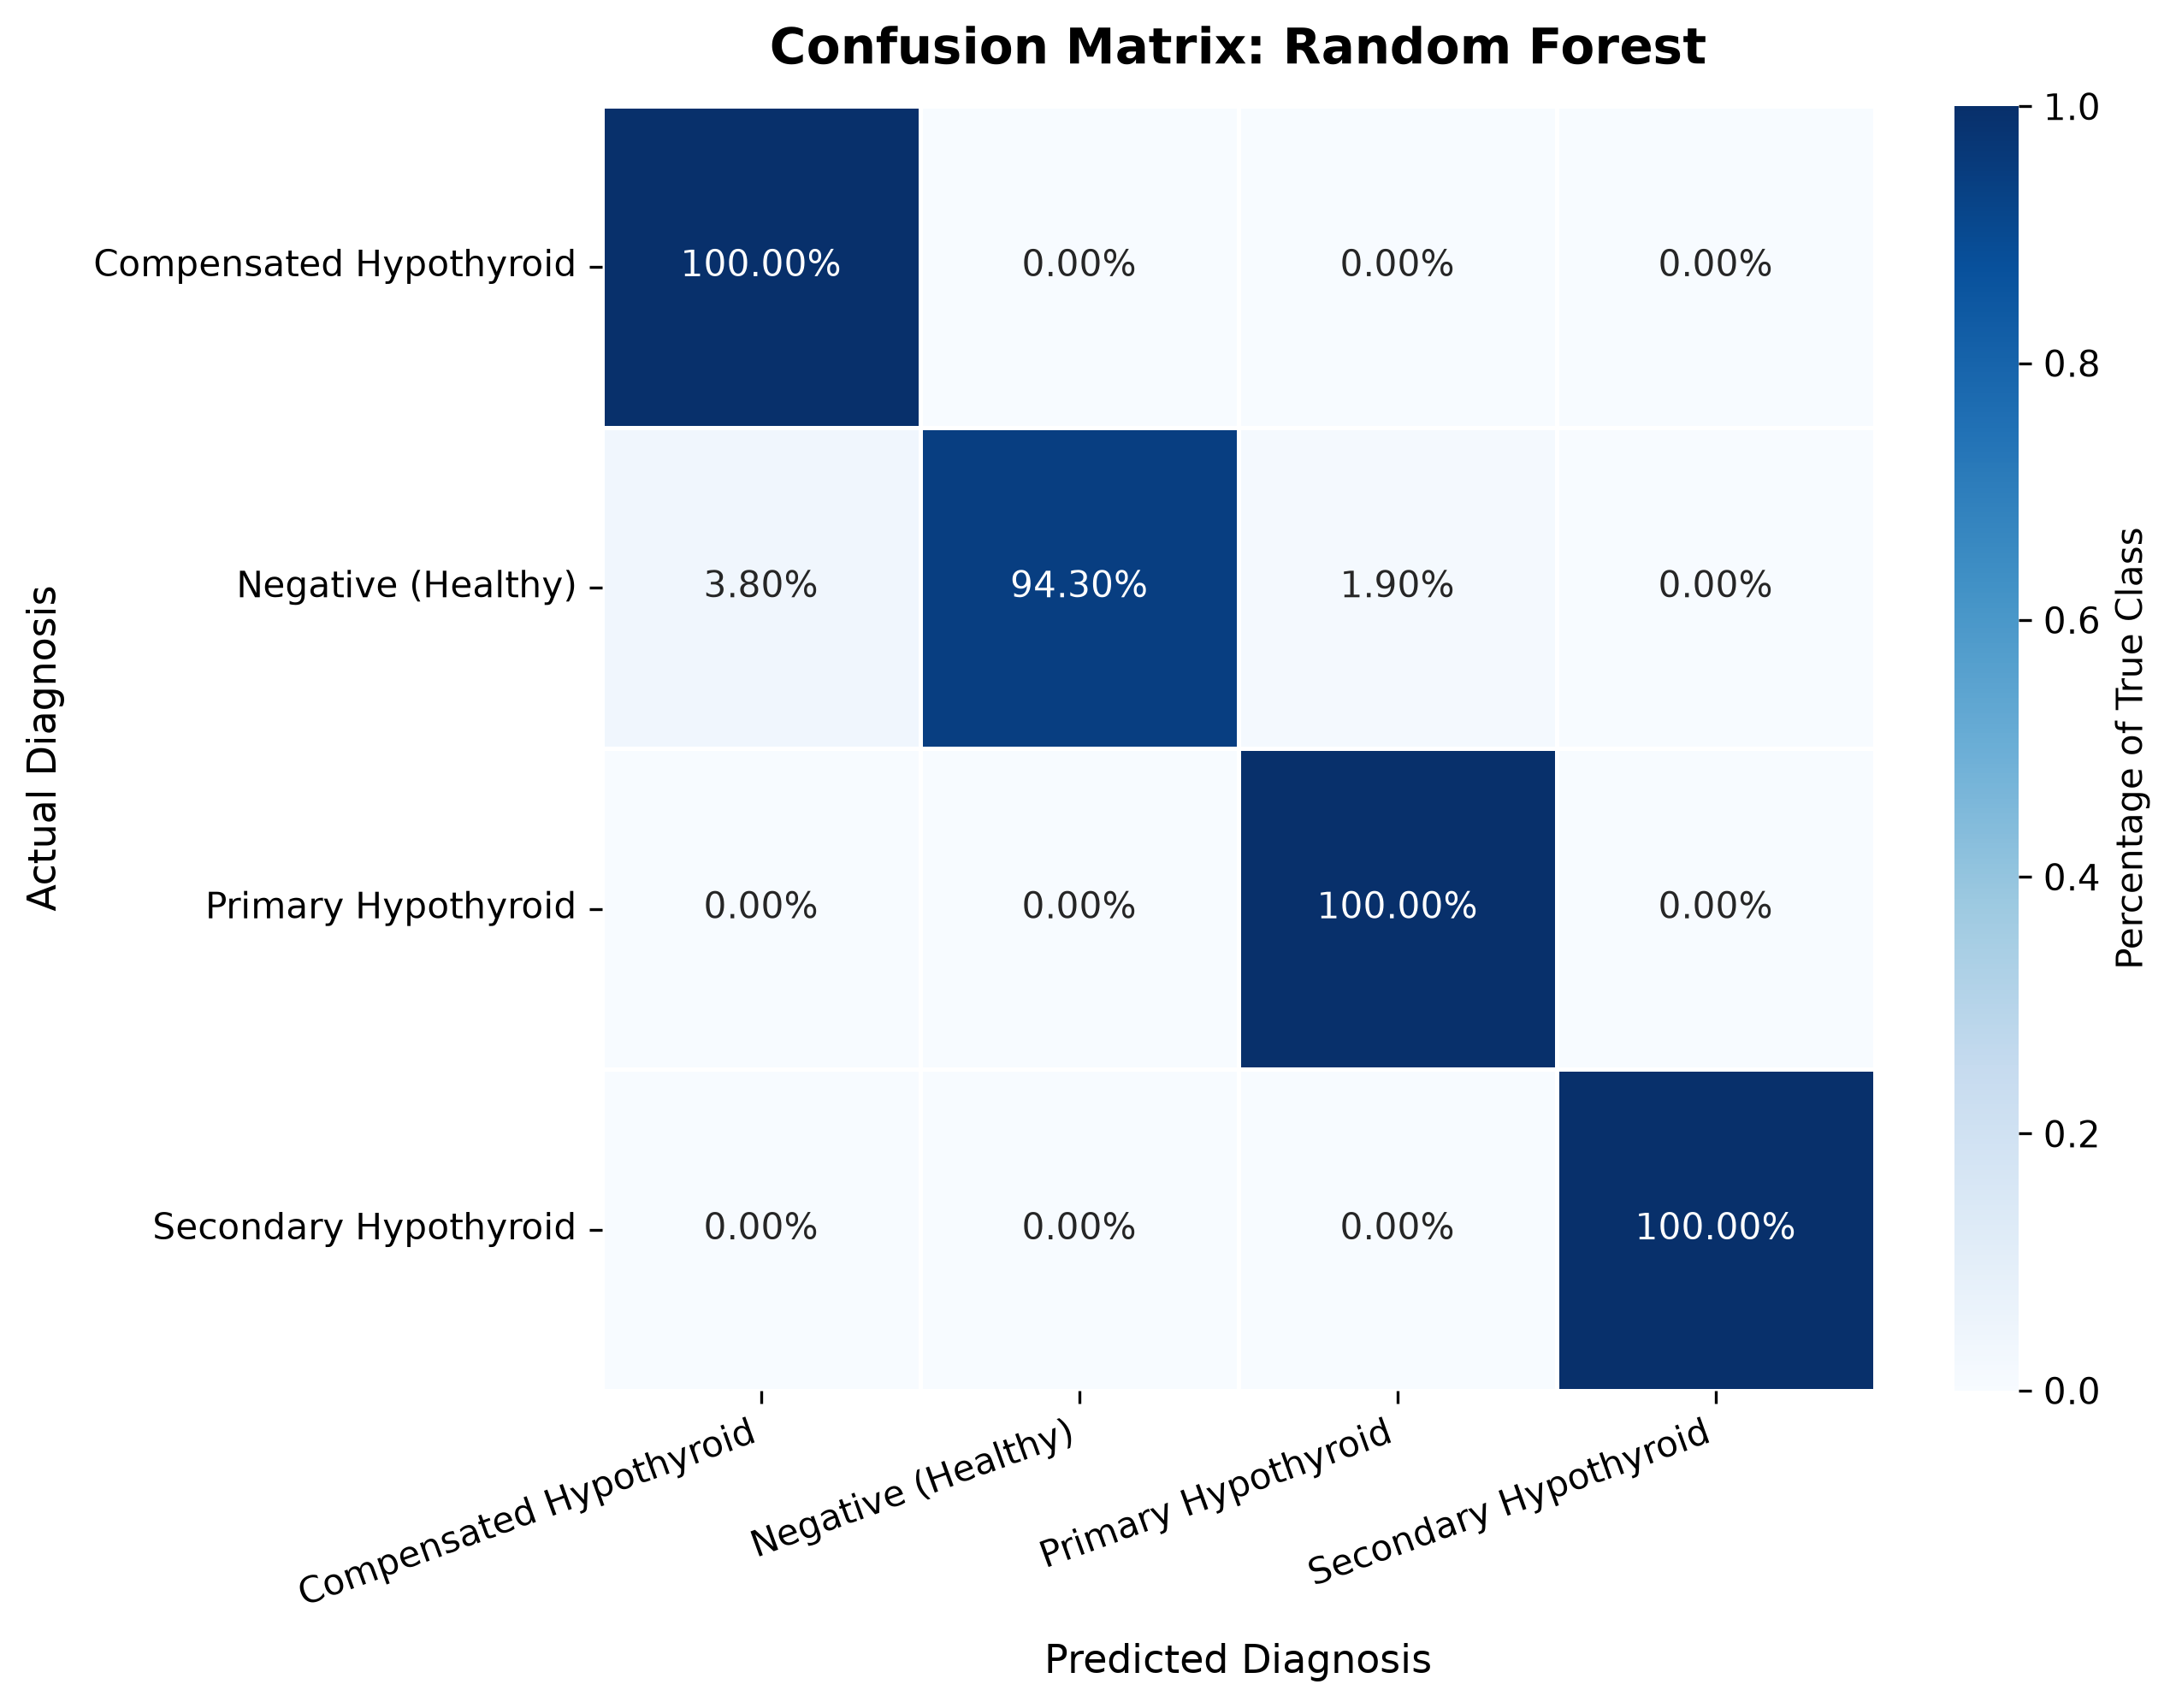 Confusion Matrix: Random Forest
Compensated Hypothyroid
100.00% 0.00% 0.00% 0.00%
Negative (Healthy)
3.80% 94.30% 1.90% 0.00%
Primary Hypothyroid
0.00% 0.00% 100.00% 0.00%
Secondary Hypothyroid
0.00% 0.00% 0.00% 100.00%
Actual Diagnosis
Compensated Hypothyroid
Negative (Healthy)
Primary Hypothyroid
Secondary Hypothyroid
Predicted Diagnosis
1.0
0.8
0.6
0.4
0.2
0.0
Percentage of True Class